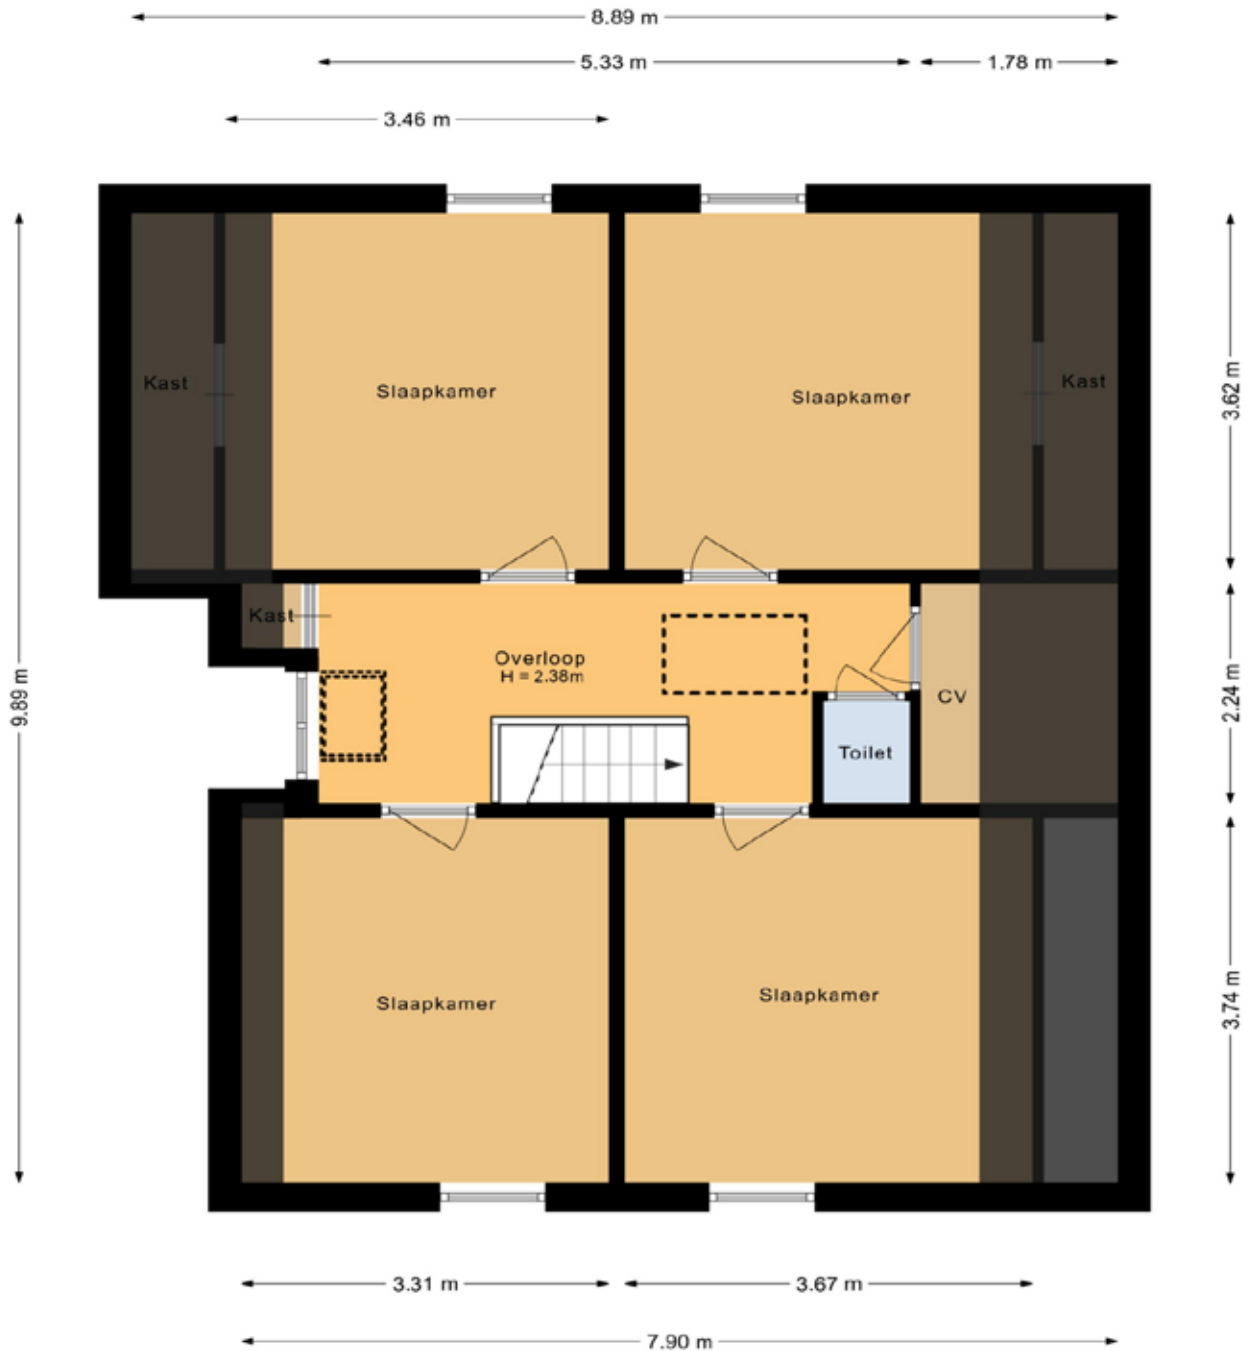 8.89 m
5.33 m
1.78 m
3.46 m
Kast
Slaapkamer
Slaapkamer
Kast
3.62 m
9.89 m
Kast
Overloop
H = 2.38m
CV
2.24 m
Toilet
Slaapkamer
Slaapkamer
3.74 m
3.31 m
3.67 m
7.90 m